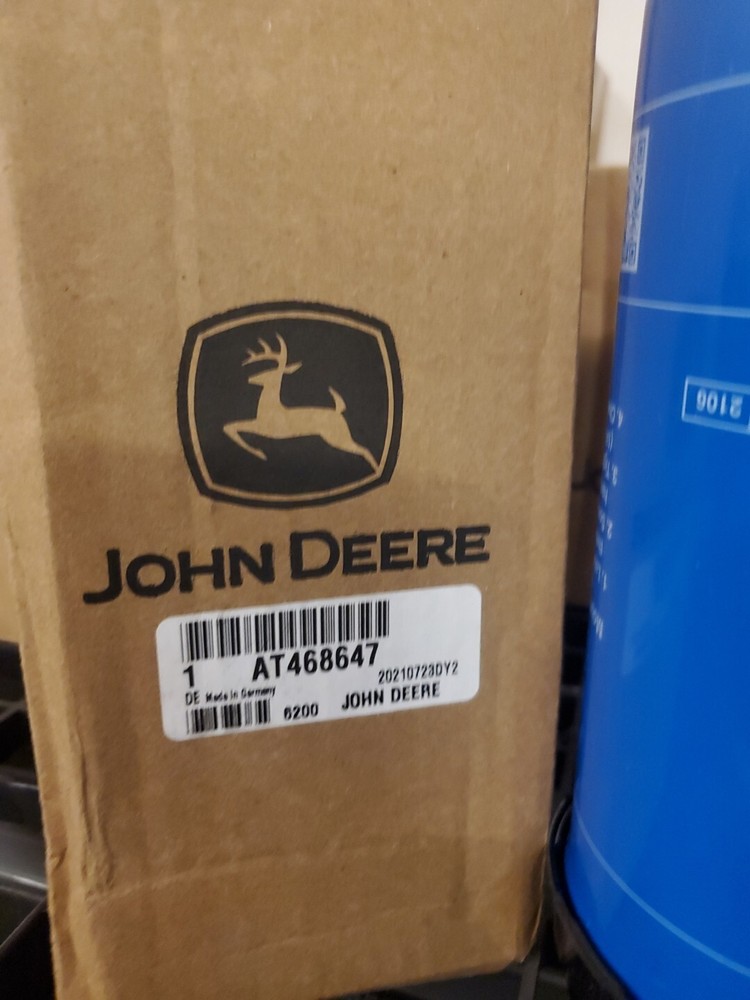 JOHN DEERE
1 AT468647
20210723DY2
DE Made in Germany
6200 JOHN DEERE
2106